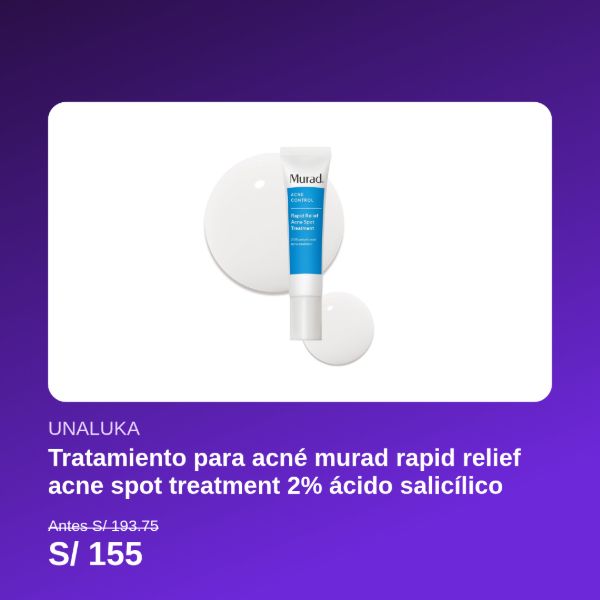 Murad.
ACNE
CONTROL
Rapid Relief
Acne Spot
Treatment
UNALUKA
Tratamiento para acné murad rapid relief
acne spot treatment 2% ácido salicílico
Antes S/ 193.75
S/ 155